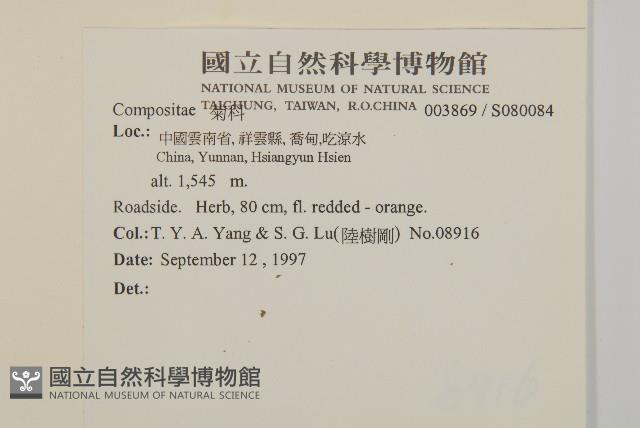 國立自然科學博物館
NATIONAL MUSEUM OF NATURAL SCIENCE
TAICHUNG, TAIWAN, R.O.CHINA
Compositae 菊科 003869 / S080084
Loc.: 中國雲南省, 祥雲縣, 喬甸,吃涼水
China, Yunnan, Hsiangyun Hsien
alt. 1,545 m.
Roadside. Herb, 80 cm, fl. redded - orange.
Col.: T. Y. A. Yang & S. G. Lu(陸樹剛) No.08916
Date: September 12 , 1997
Det.:
國立自然科學博物館
NATIONAL MUSEUM OF NATURAL SCIENCE